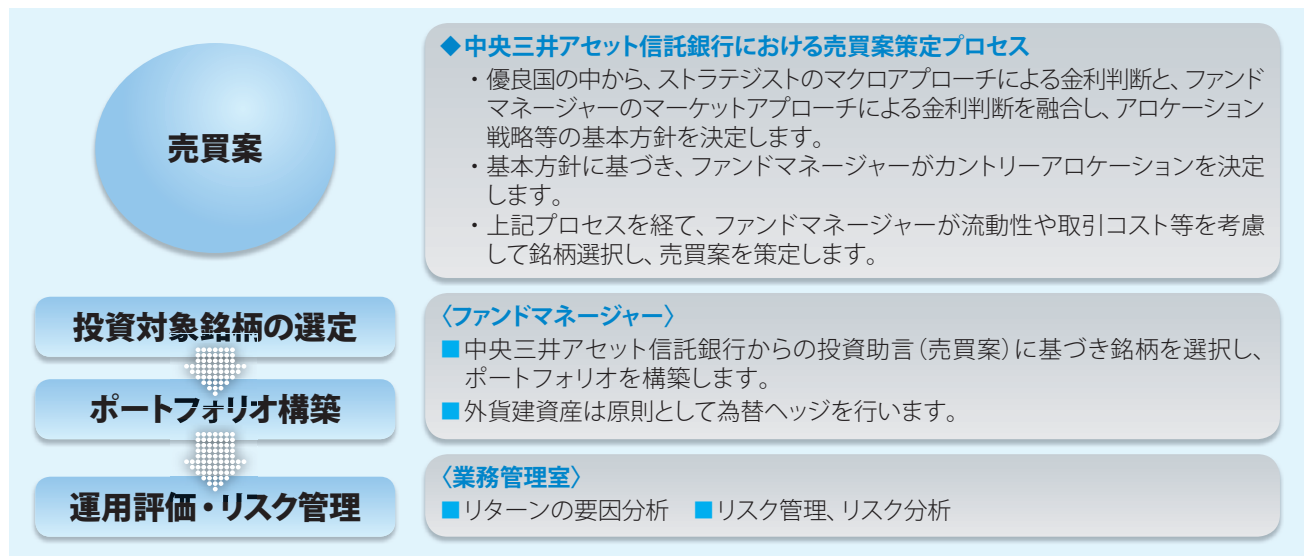 売買案
◆中央三井アセット信託銀行における売買案策定プロセス
・優良国の中から、ストラテジストのマクロアプローチによる金利判断と、ファンド
マネージャーのマーケットアプローチによる金利判断を融合し、アロケーション
戦略等の基本方針を決定します。
・基本方針に基づき、ファンドマネージャーがカントリーアロケーションを決定
します。
・上記プロセスを経て、ファンドマネージャーが流動性や取引コスト等を考慮
して銘柄選択し、売買案を策定します。
投資対象銘柄の選定
ポートフォリオ構築
〈ファンドマネージャー〉
■中央三井アセット信託銀行からの投資助言（売買案）に基づき銘柄を選択し、
ポートフォリオを構築します。
■外貨建資産は原則として為替ヘッジを行います。
運用評価・リスク管理
〈業務管理室〉
■リターンの要因分析　■リスク管理、リスク分析